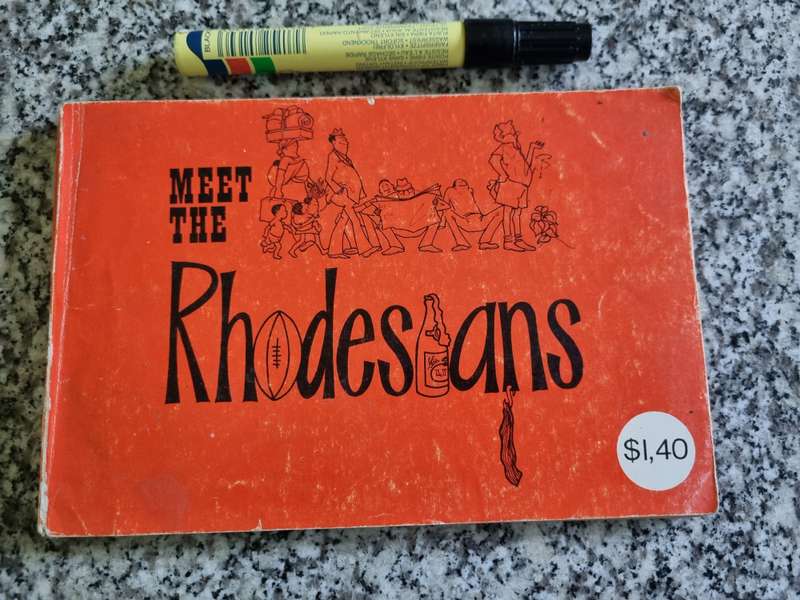 MEET
THE
Rhodesians
$1,40